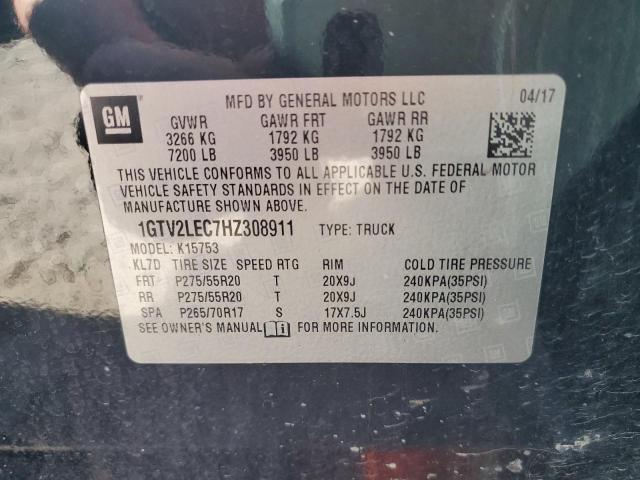 GM
MFD BY GENERAL MOTORS LLC 04/17
GVWR GAWR FRT GAWR RR
3266 KG 1792 KG 1792 KG
7200 LB 3950 LB 3950 LB
THIS VEHICLE CONFORMS TO ALL APPLICABLE U.S. FEDERAL MOTOR
VEHICLE SAFETY STANDARDS IN EFFECT ON THE DATE OF
MANUFACTURE SHOWN ABOVE.
1GTV2LEC7HZ308911 TYPE: TRUCK
MODEL: K15753
KL7D TIRE SIZE SPEED RTG RIM COLD TIRE PRESSURE
FRT P275/55R20 T 20X9J 240KPA(35PSI)
RR P275/55R20 T 20X9J 240KPA(35PSI)
SPA P265/70R17 S 17X7.5J 240KPA(35PSI)
SEE OWNER'S MANUAL FOR MORE INFORMATION.